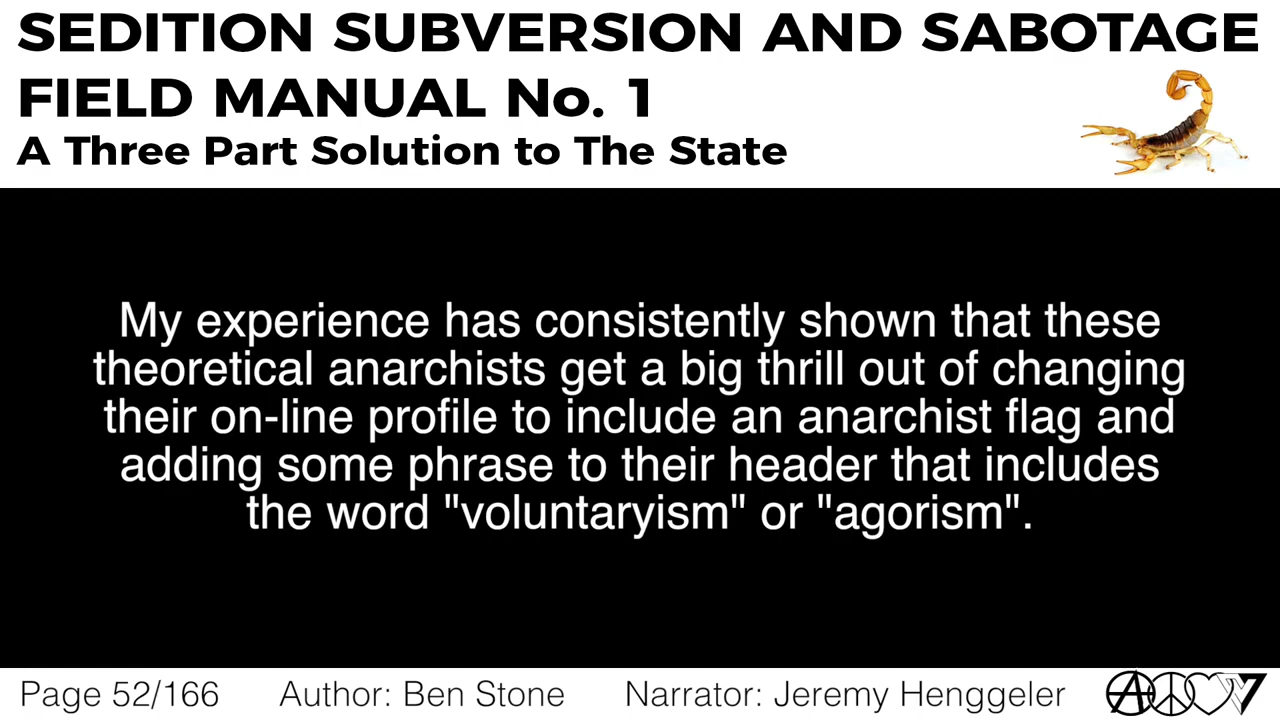 SEDITION SUBVERSION AND SABOTAGE
FIELD MANUAL No. 1
A Three Part Solution to The State
My experience has consistently shown that these
theoretical anarchists get a big thrill out of changing
their on-line profile to include an anarchist flag and
adding some phrase to their header that includes
the word "voluntaryism" or "agorism".
Page 52/166 Author: Ben Stone Narrator: Jeremy Henggeler